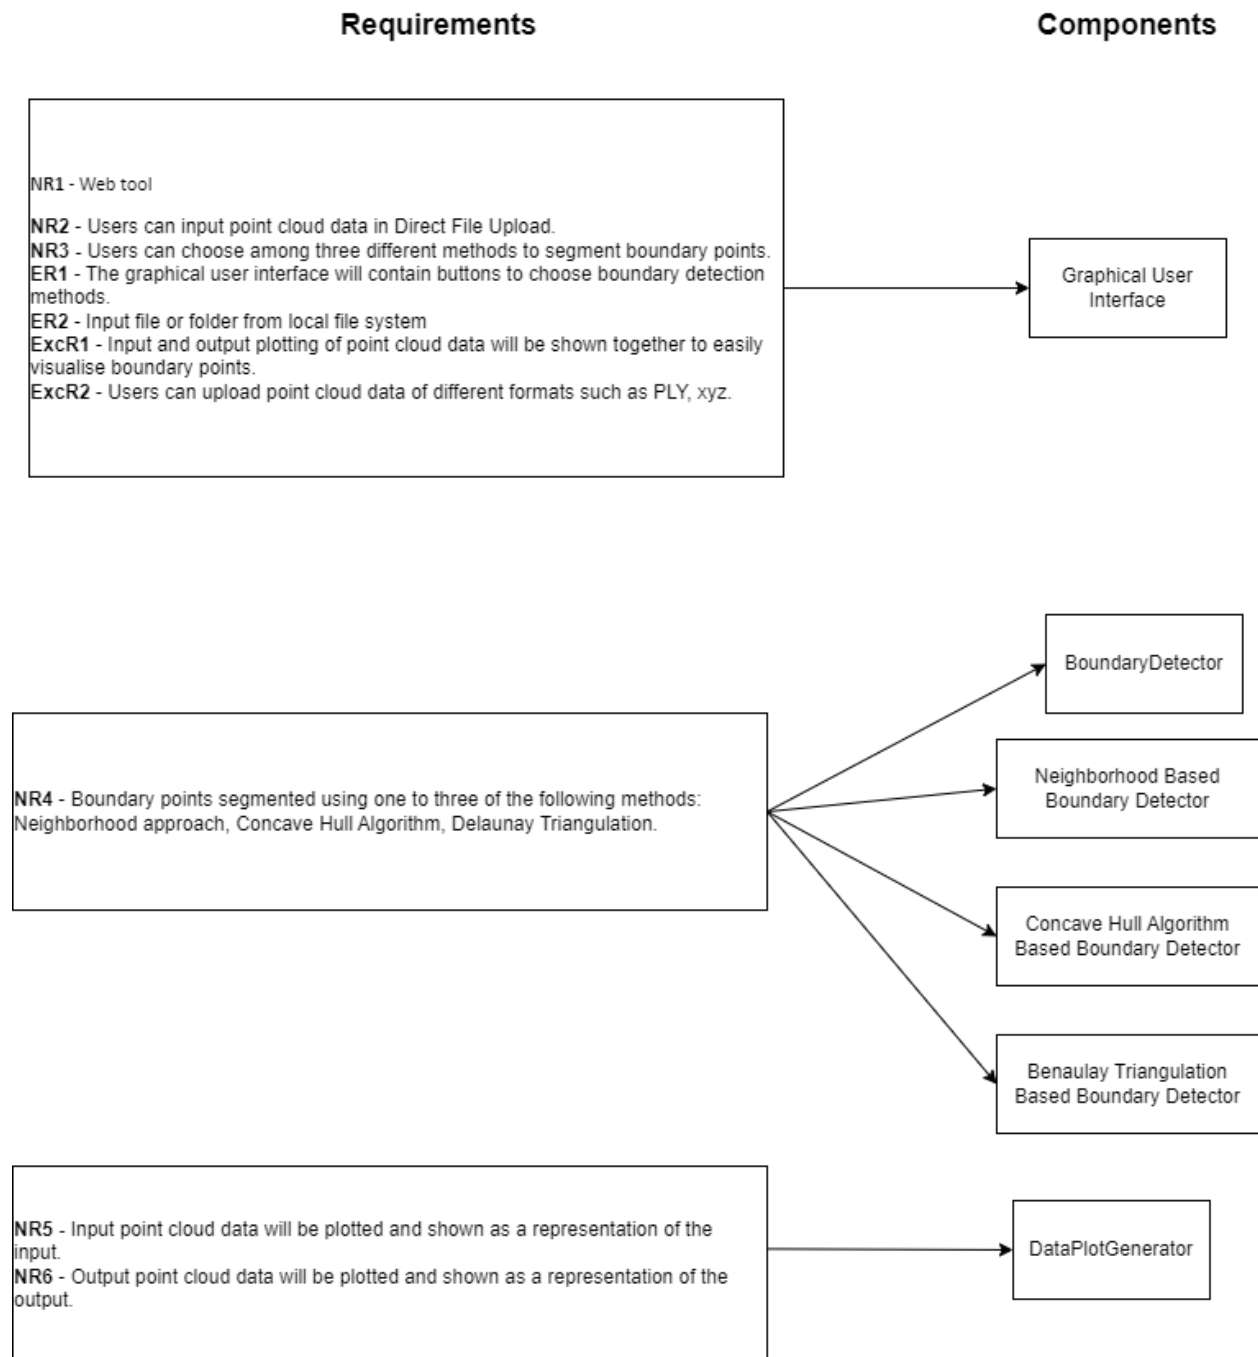 Requirements
Components
NR1 - Web tool
NR2 - Users can input point cloud data in Direct File Upload.
NR3 - Users can choose among three different methods to segment boundary points.
ER1 - The graphical user interface will contain buttons to choose boundary detection
methods.
ER2 - Input file or folder from local file system
ExcR1 - Input and output plotting of point cloud data will be shown together to easily
visualise boundary points.
ExcR2 - Users can upload point cloud data of different formats such as PLY, xyz.
Graphical User
Interface
NR4 - Boundary points segmented using one to three of the following methods:
Neighborhood approach, Concave Hull Algorithm, Delaunay Triangulation.
BoundaryDetector
Neighborhood Based
Boundary Detector
Concave Hull Algorithm
Based Boundary Detector
Benaulay Triangulation
Based Boundary Detector
NR5 - Input point cloud data will be plotted and shown as a representation of the
input.
NR6 - Output point cloud data will be plotted and shown as a representation of the
output.
DataPlotGenerator